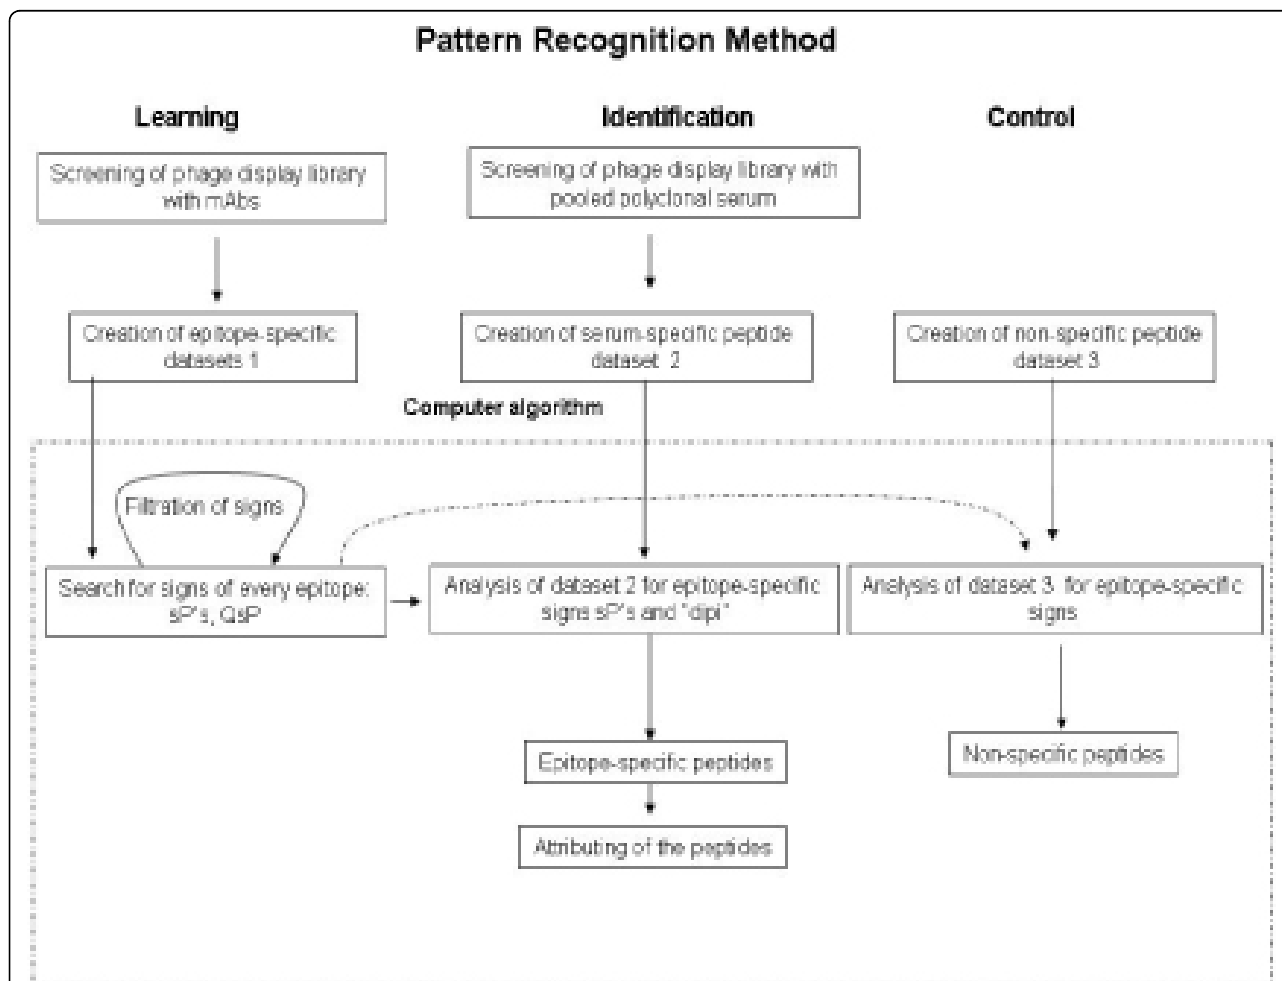 Pattern Recognition Method
Learning
Identification
Control
Screening of phage display library
with mAbs
Screening of phage display library with
pooled polyclonal serum
Creation of epitope-specific
datasets 1
Creation of serum-specific peptide
dataset 2
Creation of non-specific peptide
dataset 3
Computer algorithm
Filtration of signs
Search for signs of every epitope:
sP's, QsP
Analysis of dataset 2 for epitope-specific
signs sP's and "dipi"
Analysis of dataset 3 for epitope-specific
signs
Epitope-specific peptides
Non-specific peptides
Attributing of the peptides